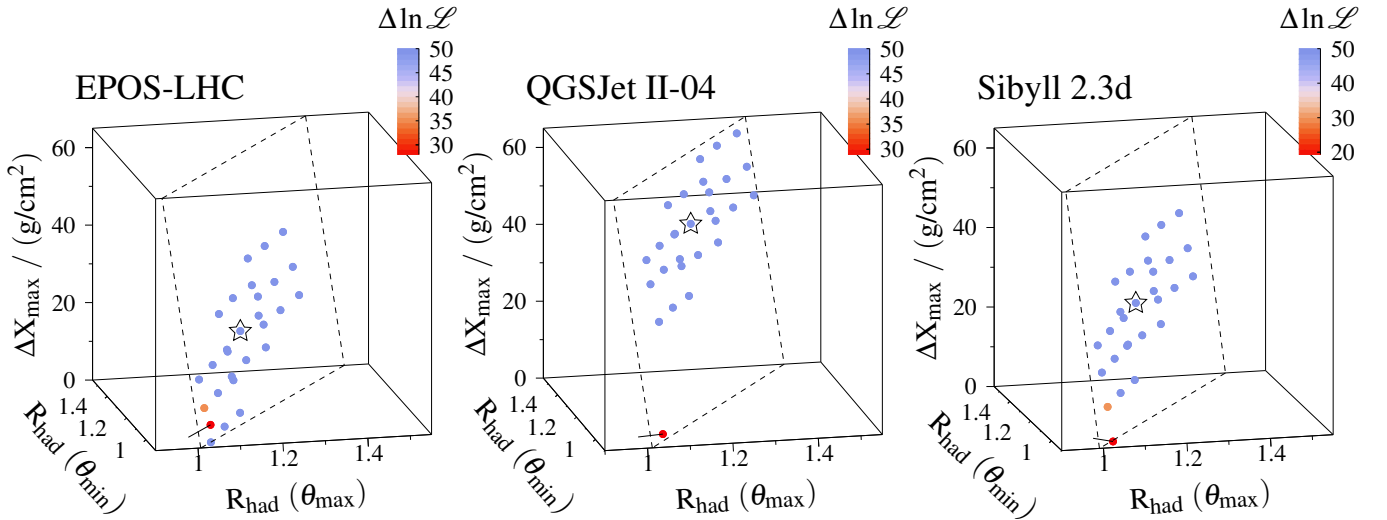 Δ ln ℒ
50
45
40
35
30
EPOS-LHC
60
40
20
0
ΔXmax / (g/cm²)
1.4
1.2
1
Rhad (θmin)
1
1.2
1.4
Rhad (θmax)
Δ ln ℒ
50
45
40
35
30
QGSJet II-04
60
40
20
0
ΔXmax / (g/cm²)
1.4
1.2
1
Rhad (θmin)
1
1.2
1.4
Rhad (θmax)
Δ ln ℒ
50
40
30
20
Sibyll 2.3d
60
40
20
0
ΔXmax / (g/cm²)
1.4
1.2
1
Rhad (θmin)
1
1.2
1.4
Rhad (θmax)